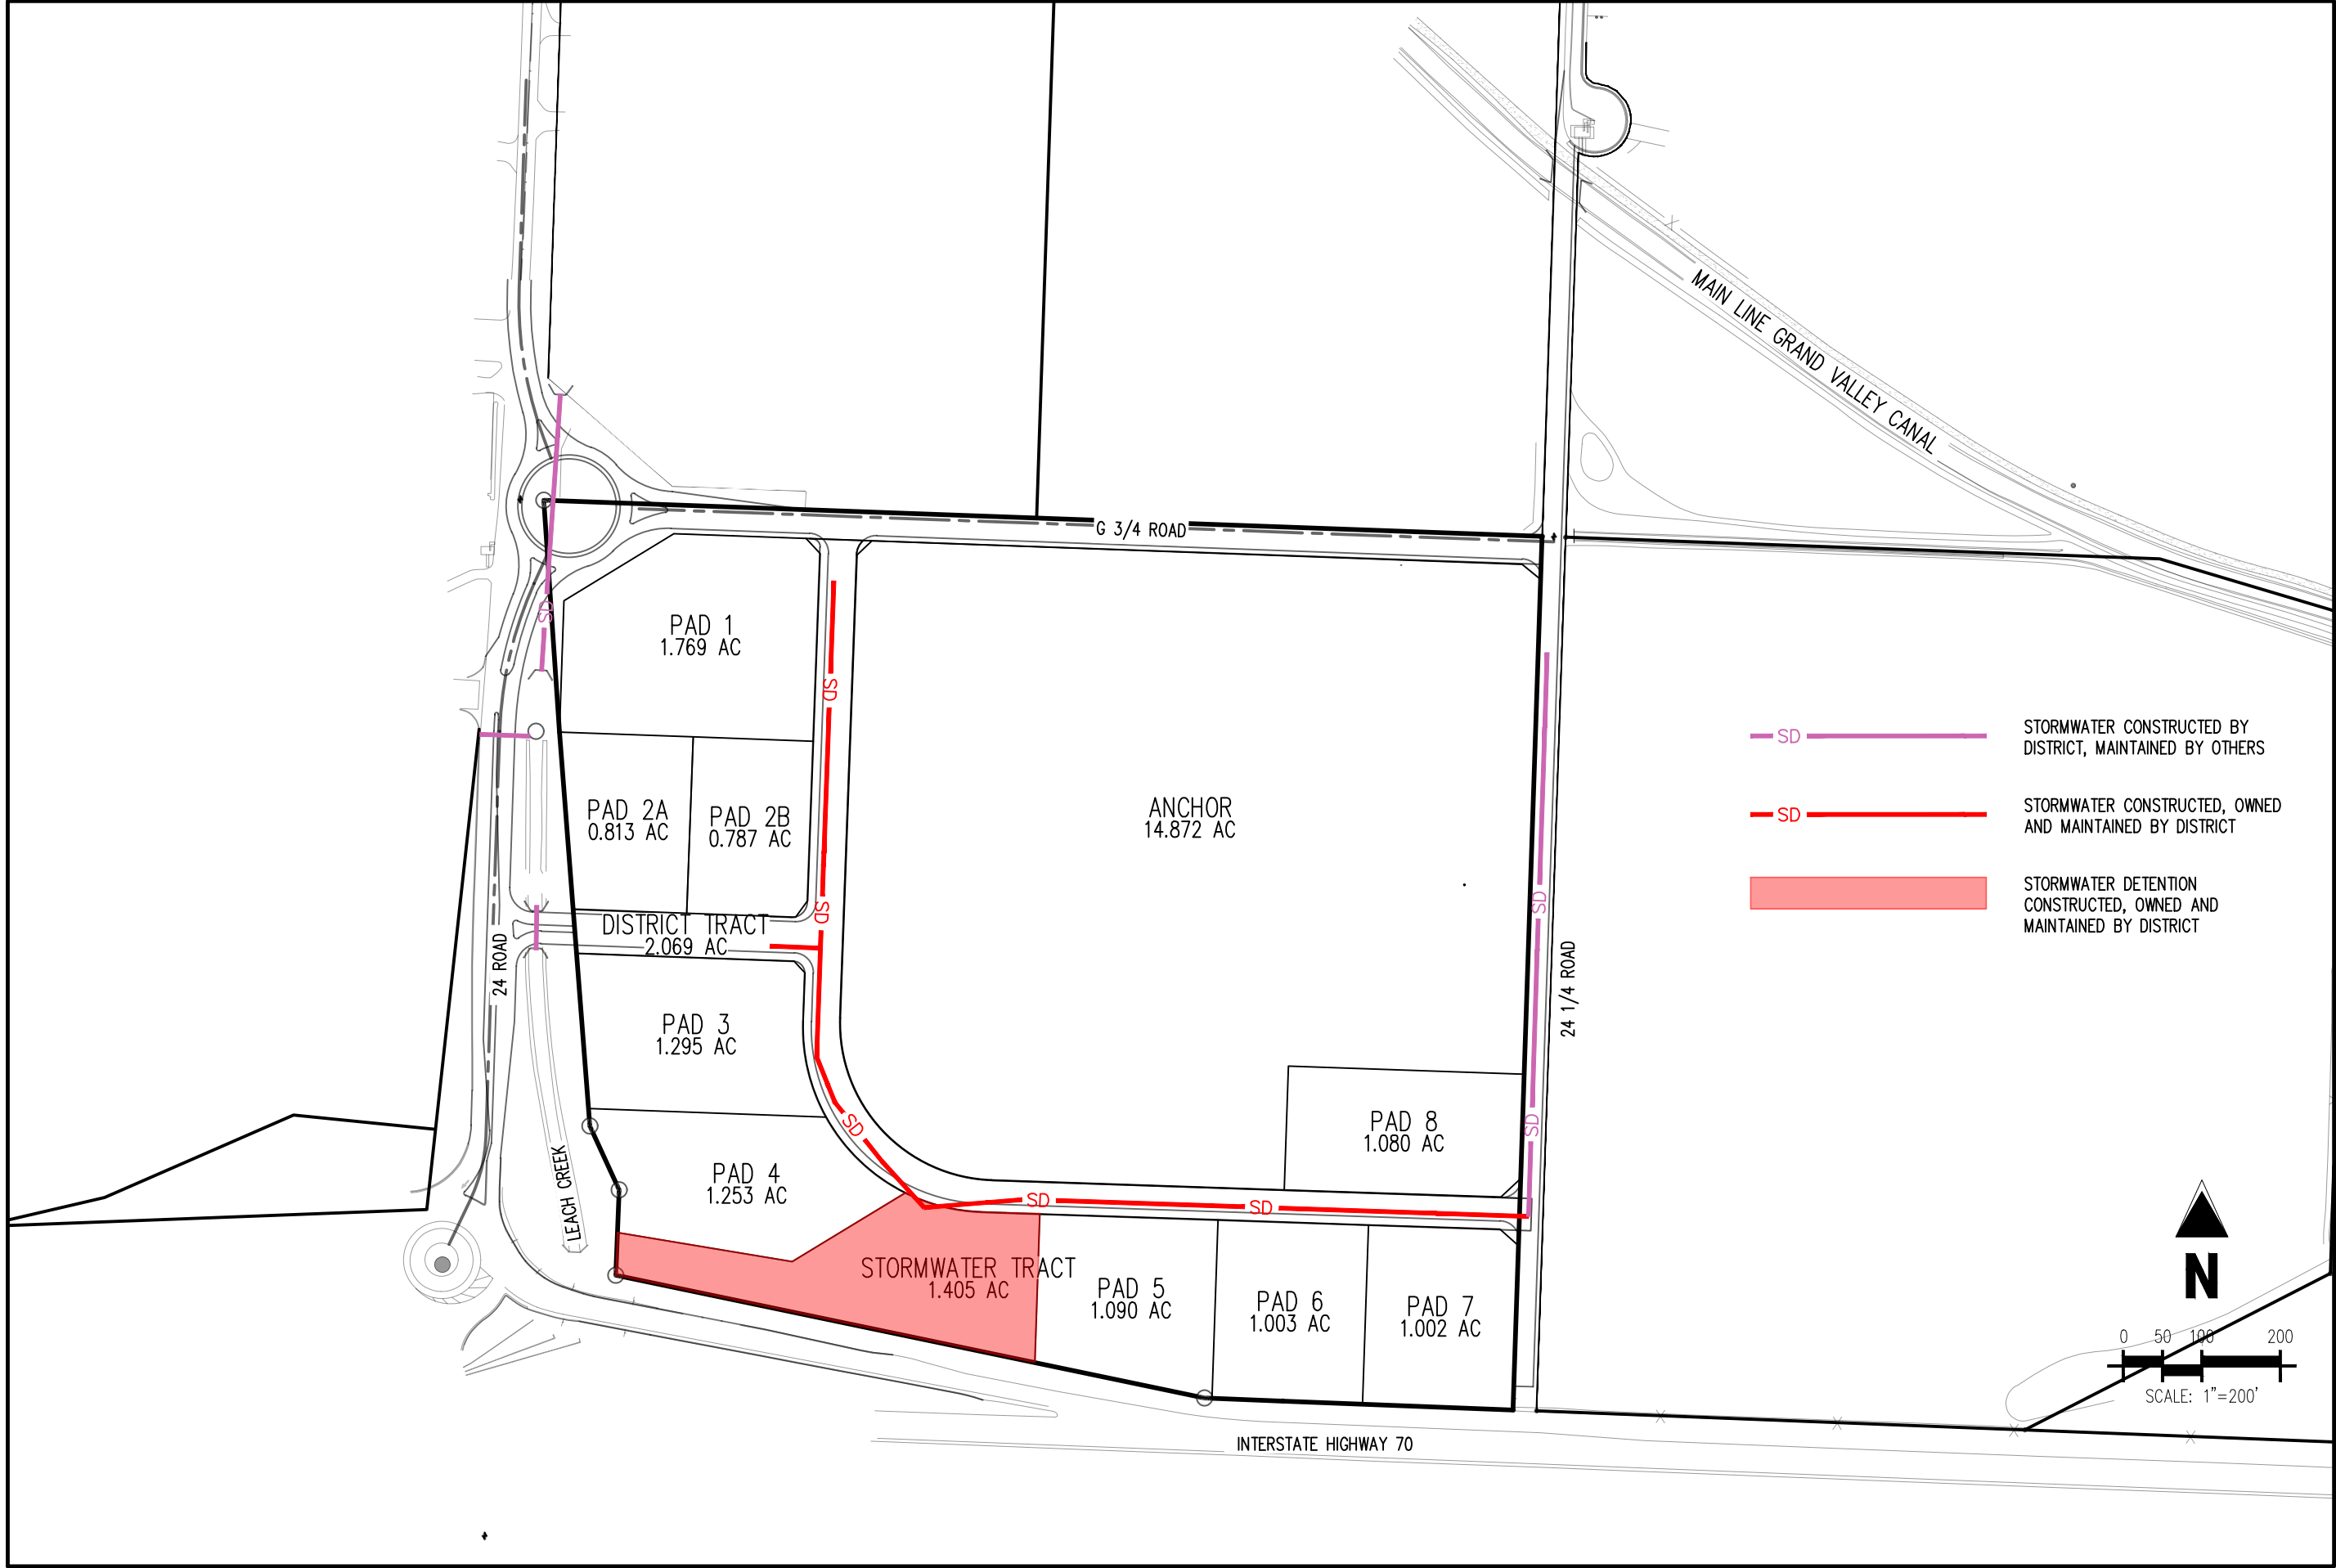 MAIN LINE GRAND VALLEY CANAL
G 3/4 ROAD
SD
PAD 1
1.769 AC
SD
SD
STORMWATER CONSTRUCTED BY
DISTRICT, MAINTAINED BY OTHERS
SD
STORMWATER CONSTRUCTED, OWNED
AND MAINTAINED BY DISTRICT
STORMWATER DETENTION
CONSTRUCTED, OWNED AND
MAINTAINED BY DISTRICT
PAD 2A
0.813 AC
PAD 2B
0.787 AC
ANCHOR
14.872 AC
SD
SD
DISTRICT TRACT
2.069 AC
24 ROAD
24 1/4 ROAD
PAD 3
1.295 AC
SD
SD
PAD 8
1.080 AC
LEACH CREEK
PAD 4
1.253 AC
SD
SD
STORMWATER TRACT
1.405 AC
PAD 5
1.090 AC
PAD 6
1.003 AC
PAD 7
1.002 AC
N
0 50 100 200
SCALE: 1"=200'
INTERSTATE HIGHWAY 70